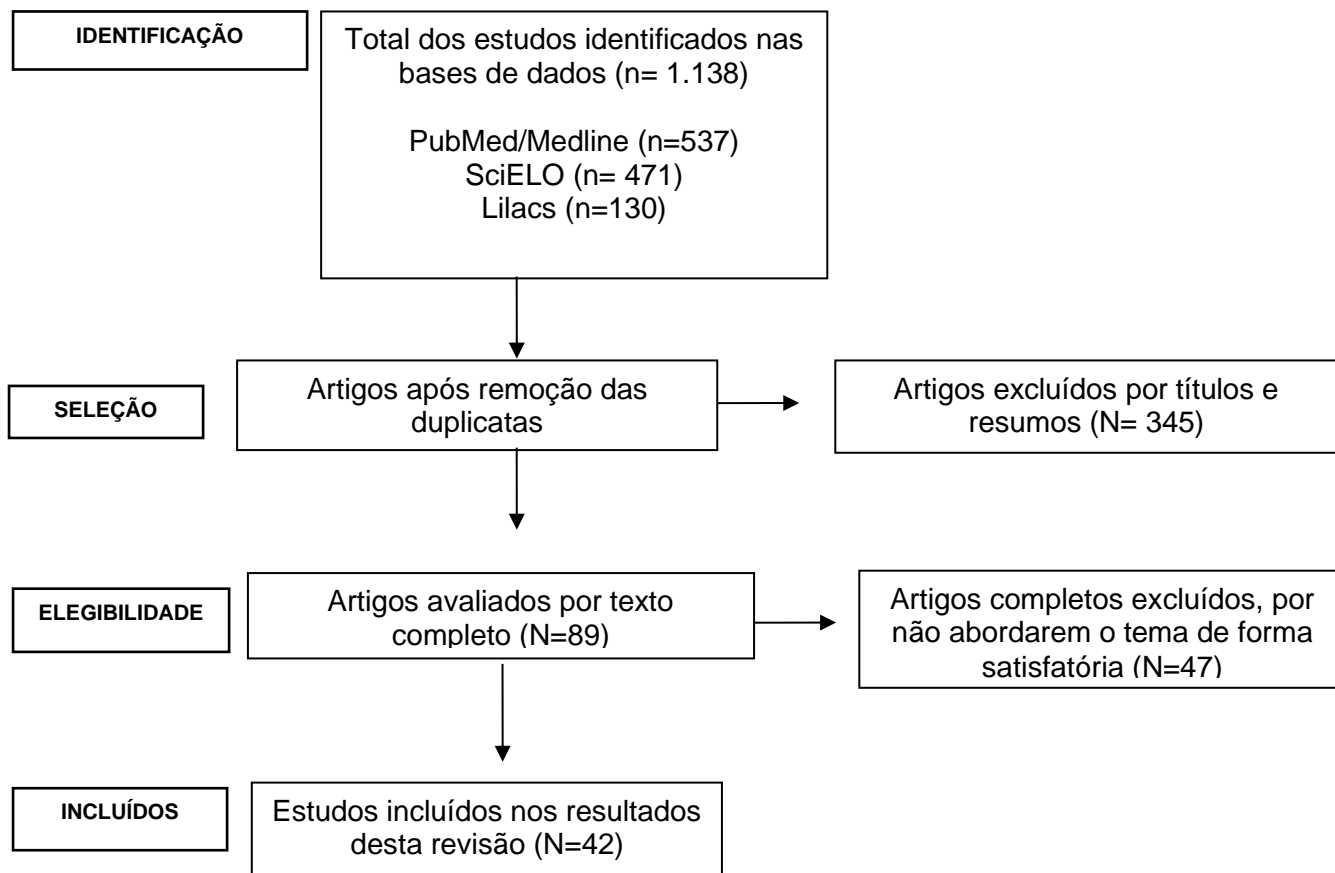 IDENTIFICAÇÃO
Total dos estudos identificados nas
bases de dados (n= 1.138)
PubMed/Medline (n=537)
SciELO (n= 471)
Lilacs (n=130)
SELEÇÃO
Artigos após remoção das
duplicatas
Artigos excluídos por títulos e
resumos (N= 345)
ELEGIBILIDADE
Artigos avaliados por texto
completo (N=89)
Artigos completos excluídos, por
não abordarem o tema de forma
satisfatória (N=47)
INCLUÍDOS
Estudos incluídos nos resultados
desta revisão (N=42)